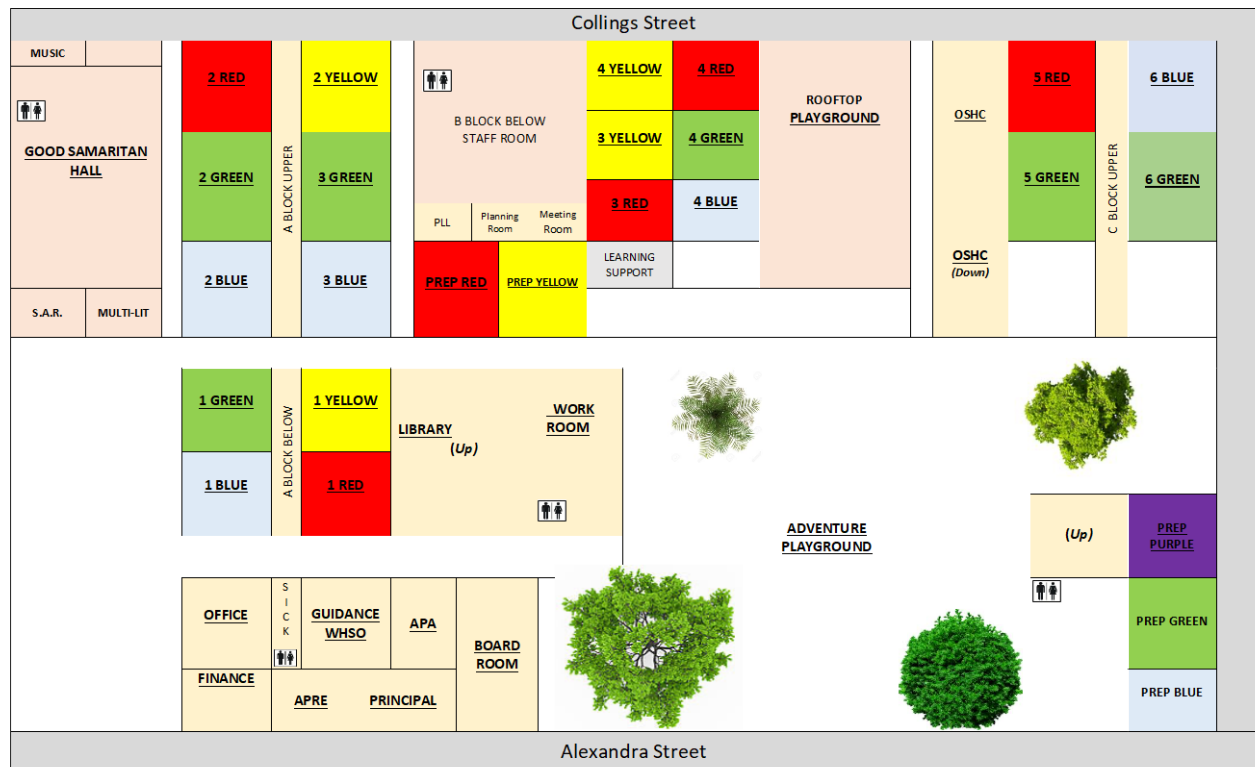 Collings Street
MUSIC
GOOD SAMARITAN
HALL
S.A.R.
MULTI-LIT
2 RED
2 GREEN
2 BLUE
A BLOCK UPPER
2 YELLOW
3 GREEN
3 BLUE
B BLOCK BELOW
STAFF ROOM
PLL
Planning
Room
Meeting
Room
PREP RED
PREP YELLOW
4 YELLOW
3 YELLOW
3 RED
LEARNING
SUPPORT
4 RED
4 GREEN
4 BLUE
ROOFTOP
PLAYGROUND
OSHC
OSHC
(Down)
5 RED
5 GREEN
C BLOCK UPPER
6 BLUE
6 GREEN
1 GREEN
1 BLUE
A BLOCK BELOW
1 YELLOW
1 RED
LIBRARY
(Up)
WORK
ROOM
ADVENTURE
PLAYGROUND
(Up)
PREP
PURPLE
PREP GREEN
PREP BLUE
OFFICE
SICK
GUIDANCE
WHSO
APA
BOARD
ROOM
FINANCE
APRE
PRINCIPAL
Alexandra Street